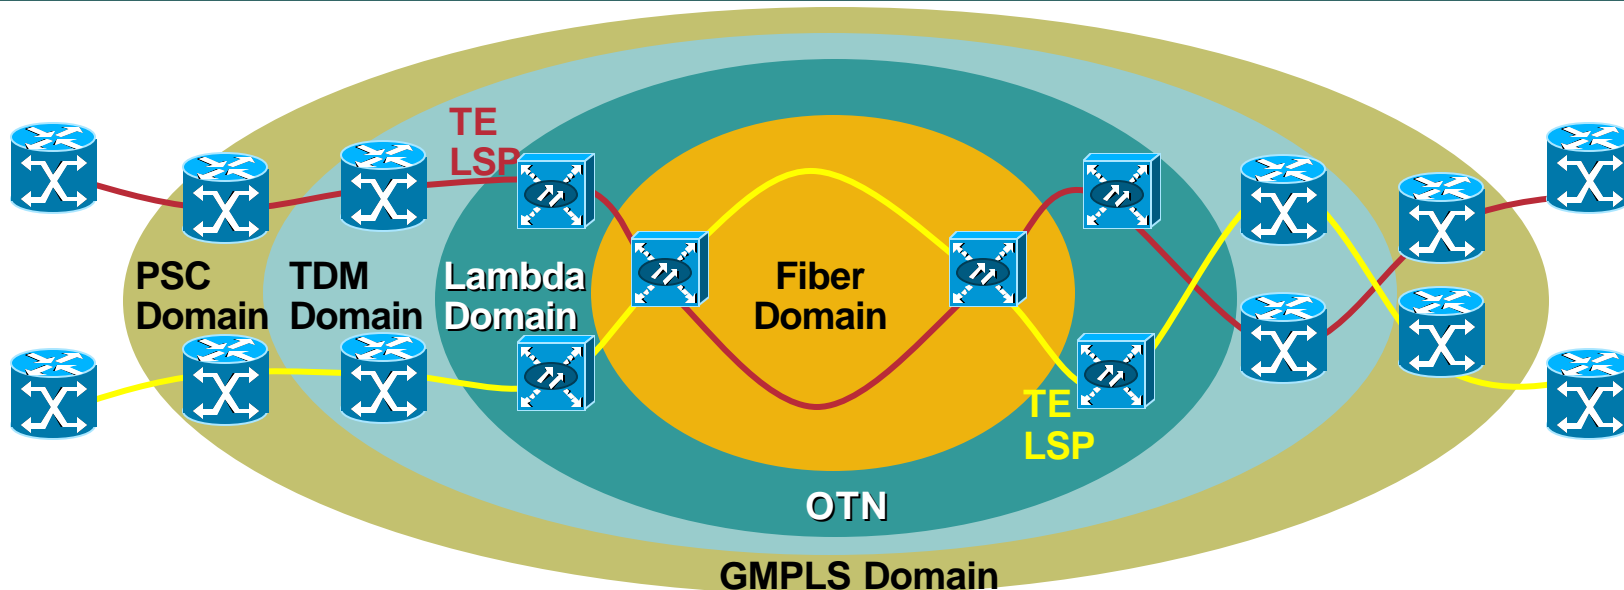 TE
LSP
PSC
Domain
TDM
Domain
Lambda
Domain
Fiber
Domain
TE
LSP
OTN
GMPLS Domain